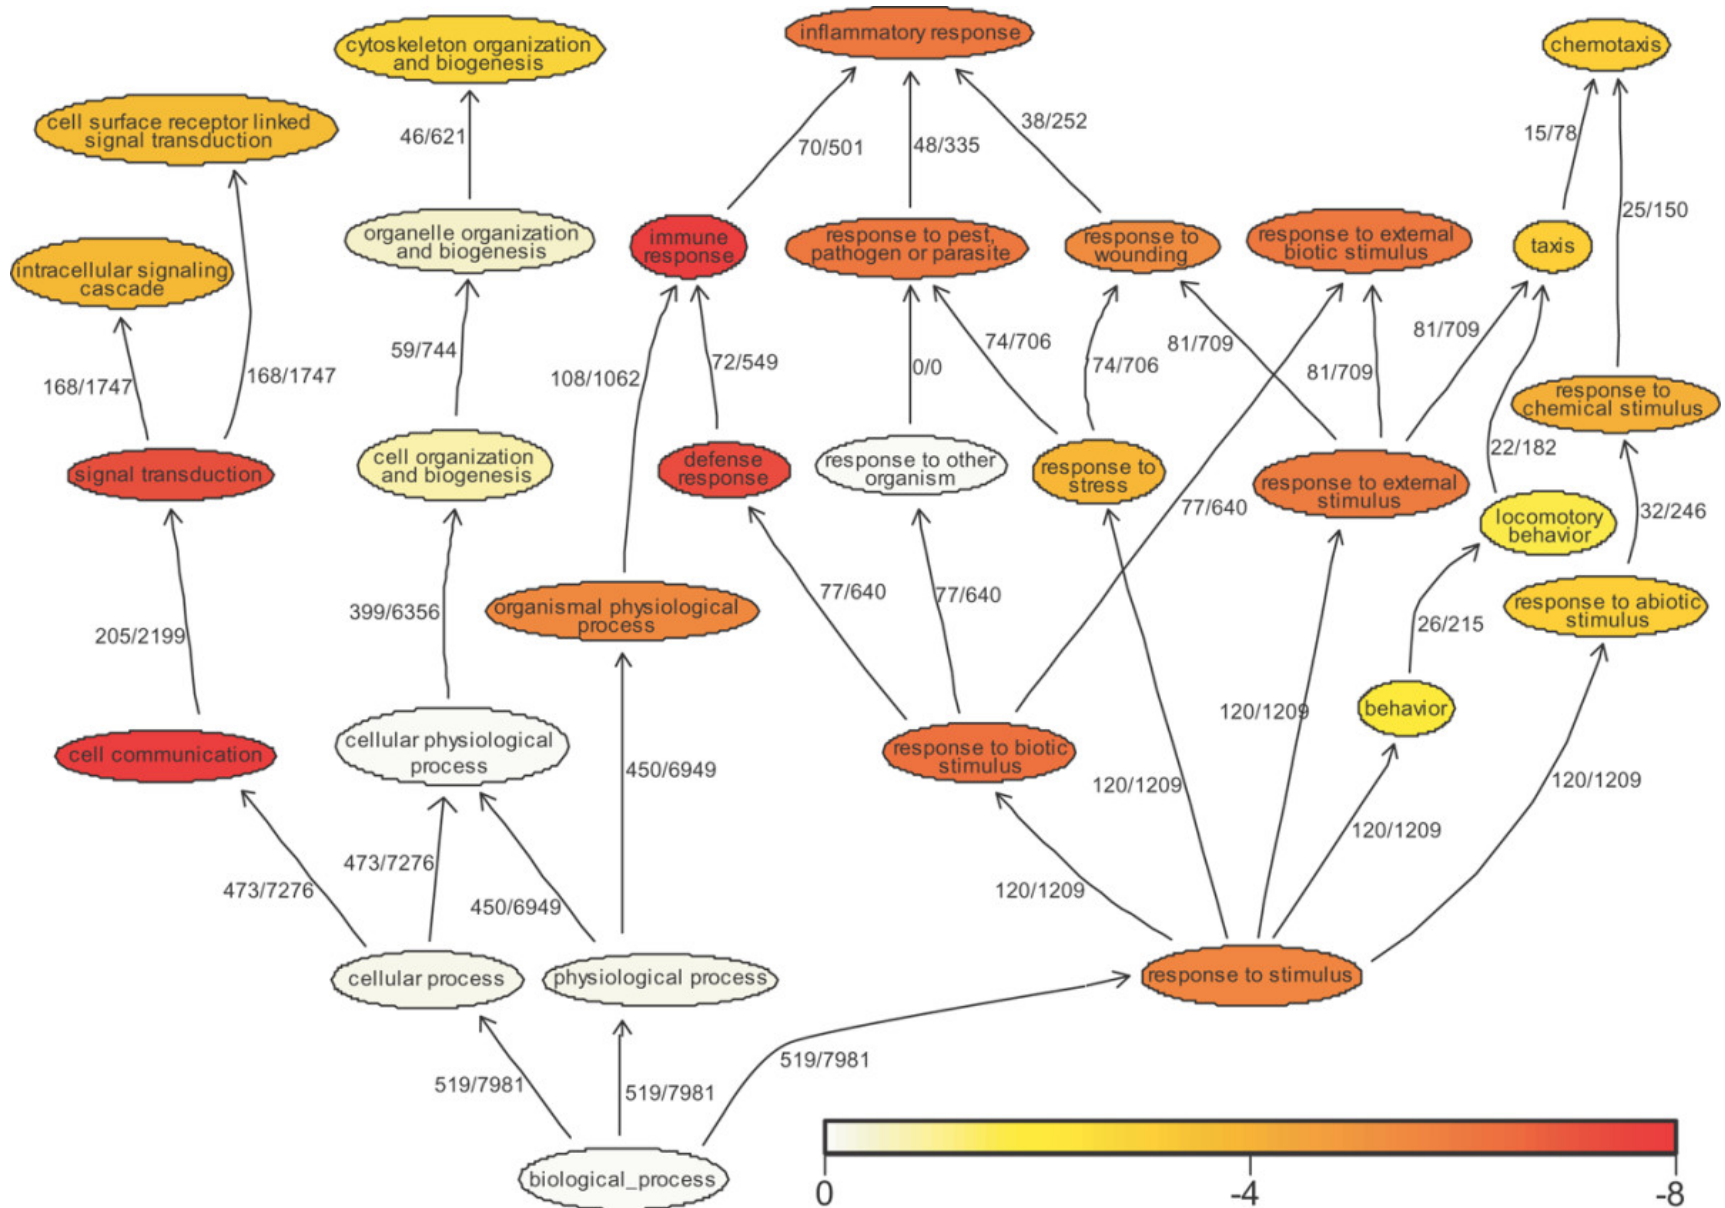 cytoskeleton organization
and biogenesis
inflammatory response
chemotaxis
cell surface receptor linked
signal transduction
46/621
70/501
48/335
38/252
15/78
25/150
intracellular signaling
cascade
organelle organization
and biogenesis
immune
response
response to pest,
pathogen or parasite
response to
wounding
response to external
biotic stimulus
taxis
168/1747
168/1747
59/744
108/1062
72/549
0/0
74/706
74/706
81/709
81/709
81/709
response to
chemical stimulus
signal transduction
cell organization
and biogenesis
defense
response
response to other
organism
response to
stress
response to external
stimulus
22/182
77/640
locomotory
behavior
32/246
205/2199
399/6356
organismal physiological
process
77/640
77/640
26/215
response to abiotic
stimulus
cell communication
cellular physiological
process
450/6949
response to biotic
stimulus
120/1209
behavior
120/1209
120/1209
120/1209
473/7276
473/7276
450/6949
120/1209
cellular process
physiological process
response to stimulus
519/7981
519/7981
519/7981
biological_process
0
-4
-8